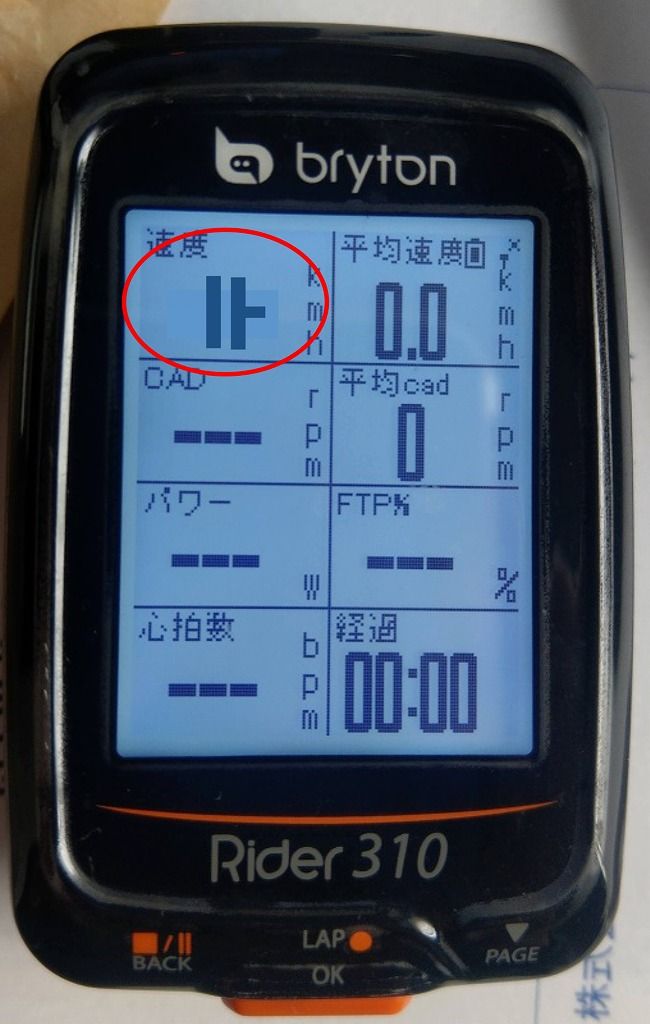 bryton
速度
km/h
平均速度
0.0
km/h
CAD
---
rpm
平均cad
0
rpm
パワー
---
W
FTP%
---
%
心拍数
---
bpm
経過
00:00
Rider 310
BACK
LAP
OK
PAGE
株式